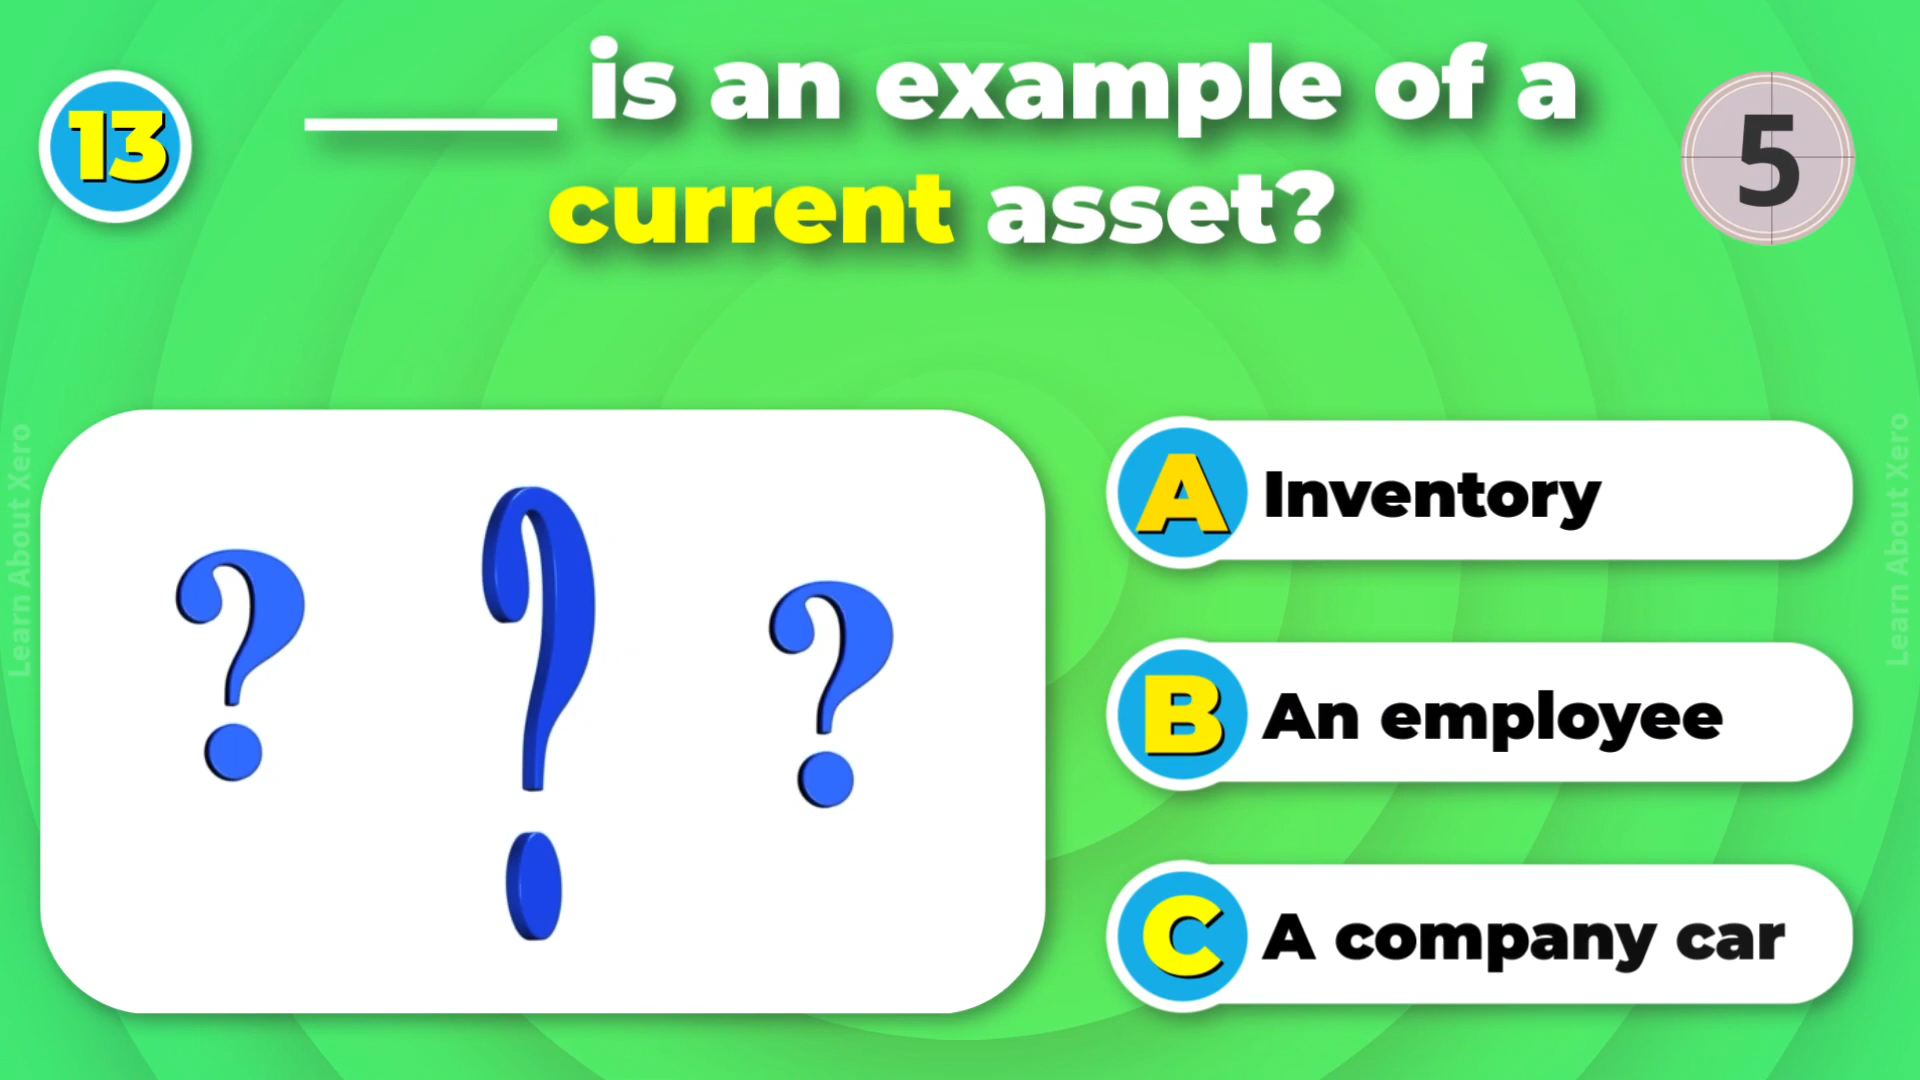 13
_____ is an example of a
current asset?
5
A Inventory
B An employee
C A company car
? ? ?
Learn About Xero
Learn About Xero